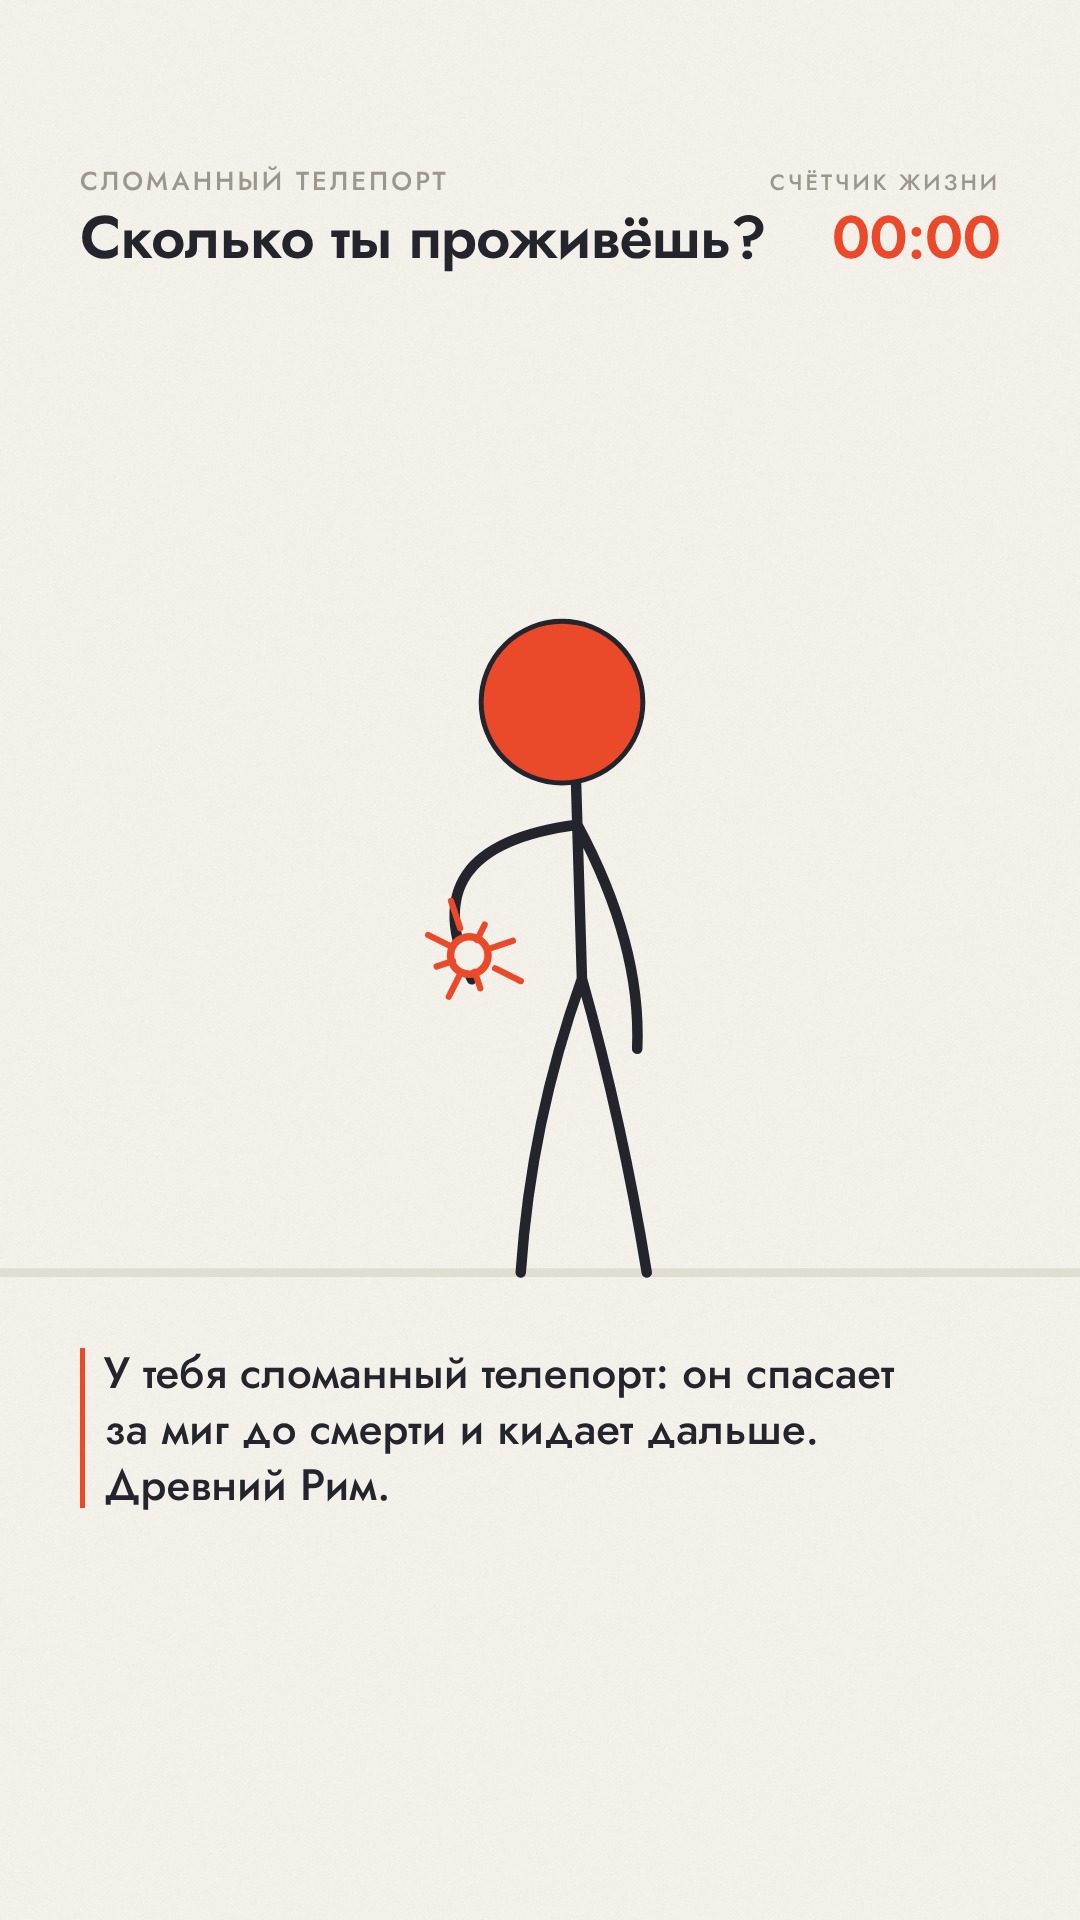 СЛОМАННЫЙ ТЕЛЕПОРТ
СЧЁТЧИК ЖИЗНИ
Сколько ты проживёшь?
00:00
У тебя сломанный телепорт: он спасает
за миг до смерти и кидает дальше.
Древний Рим.